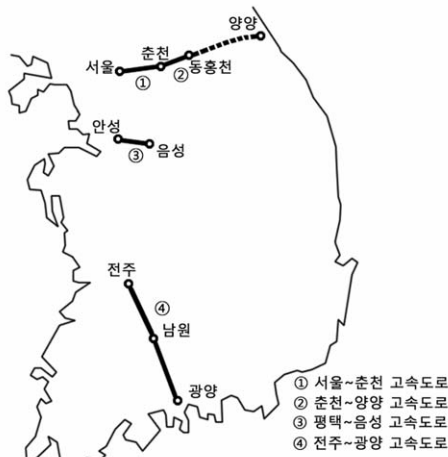 양양
춘천
서울
①
②
동홍천
안성
③
음성
전주
④
남원
광양
① 서울~춘천 고속도로
② 춘천~양양 고속도로
③ 평택~음성 고속도로
④ 전주~광양 고속도로